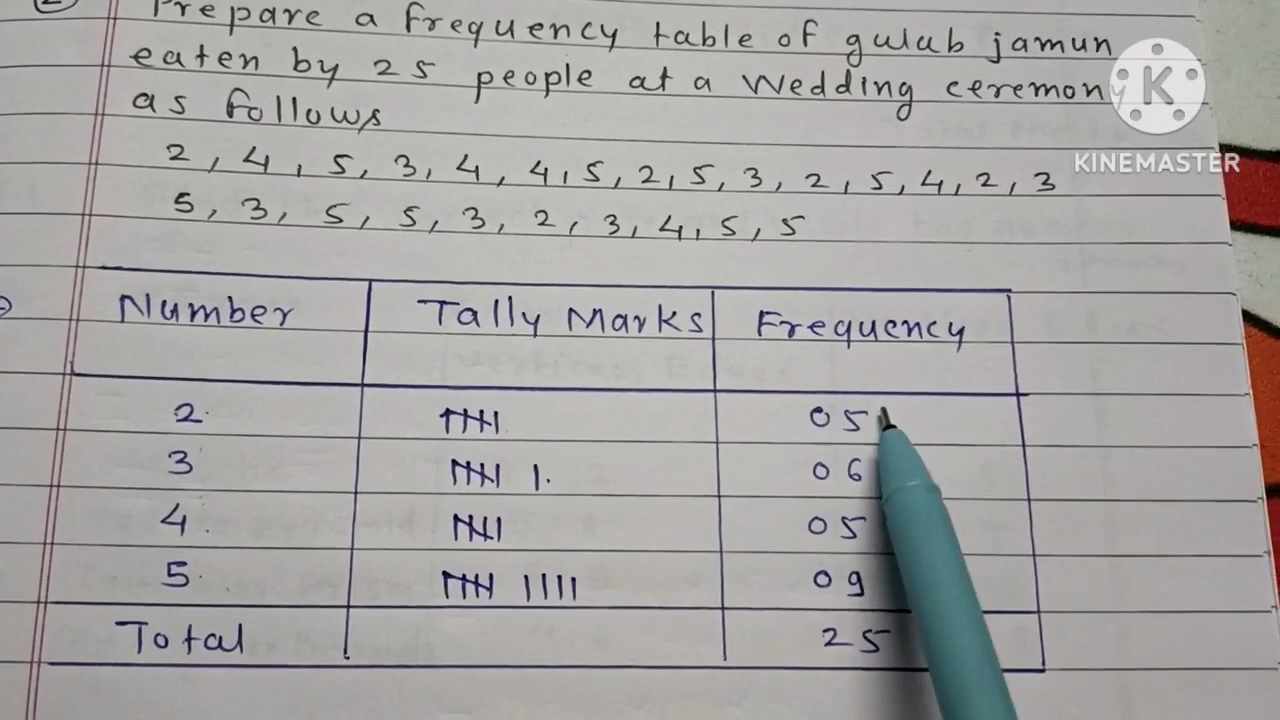 Prepare a frequency table of gulab jamun
eaten by 25 people at a Wedding ceremony
as follows
2, 4, 5, 3, 4, 4, 5, 2, 5, 3, 2, 5, 4, 2, 3
5, 3, 5, 5, 3, 2, 3, 4, 5, 5
Number Tally Marks Frequency
2 05
3 06
4 05
5 09
Total 25
K
KINEMASTER